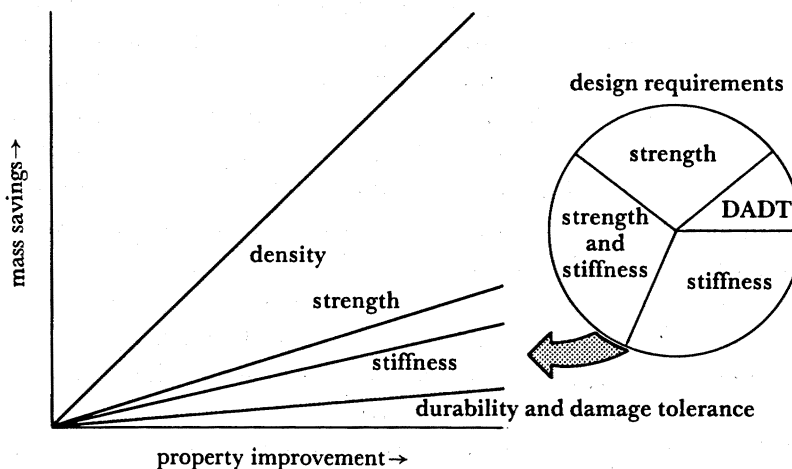 mass savings→
density
strength
stiffness
durability and damage tolerance
property improvement→
design requirements
strength
DADT
strength
and
stiffness
stiffness